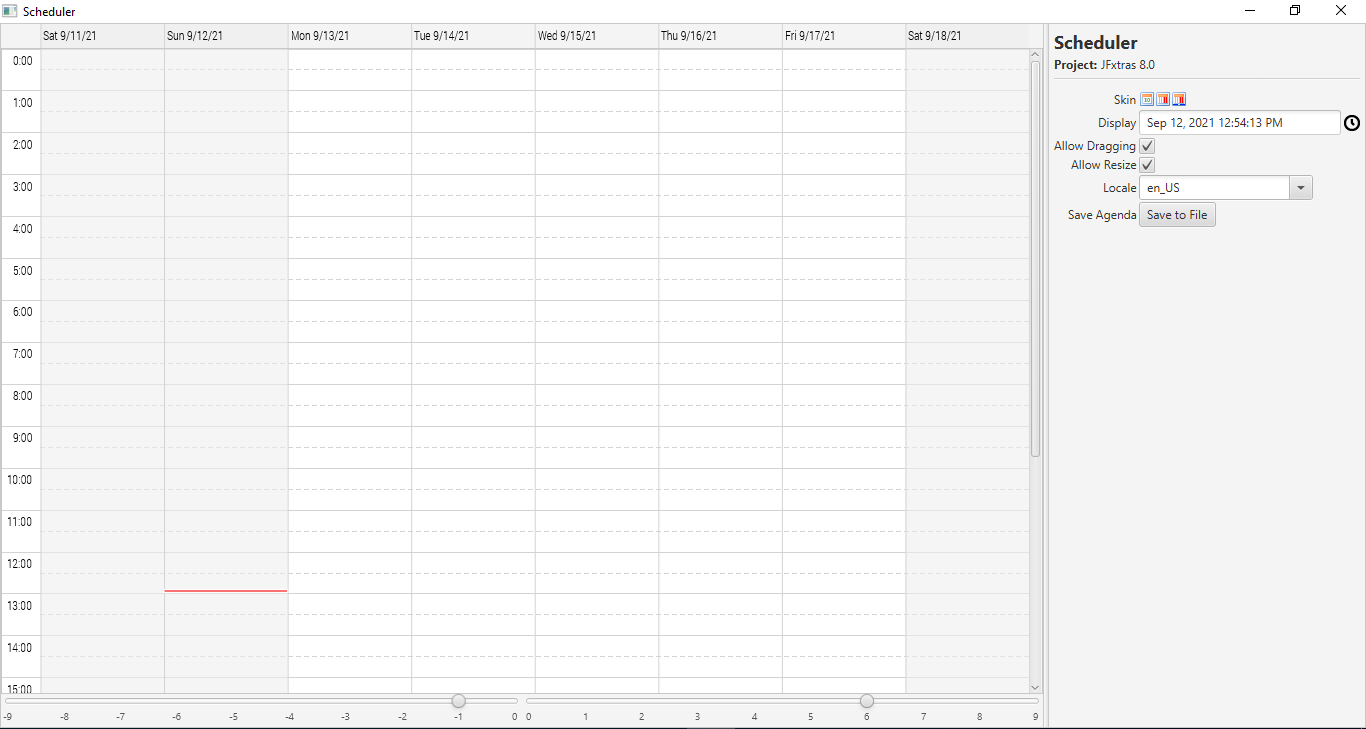 Scheduler
Sat 9/11/21 Sun 9/12/21 Mon 9/13/21 Tue 9/14/21 Wed 9/15/21 Thu 9/16/21 Fri 9/17/21 Sat 9/18/21
0:00
1:00
2:00
3:00
4:00
5:00
6:00
7:00
8:00
9:00
10:00
11:00
12:00
13:00
14:00
15:00
-9 -8 -7 -6 -5 -4 -3 -2 -1 0 0 1 2 3 4 5 6 7 8 9
Scheduler
Project: JFxtras 8.0
Skin
Display Sep 12, 2021 12:54:13 PM
Allow Dragging
Allow Resize
Locale en_US
Save Agenda Save to File